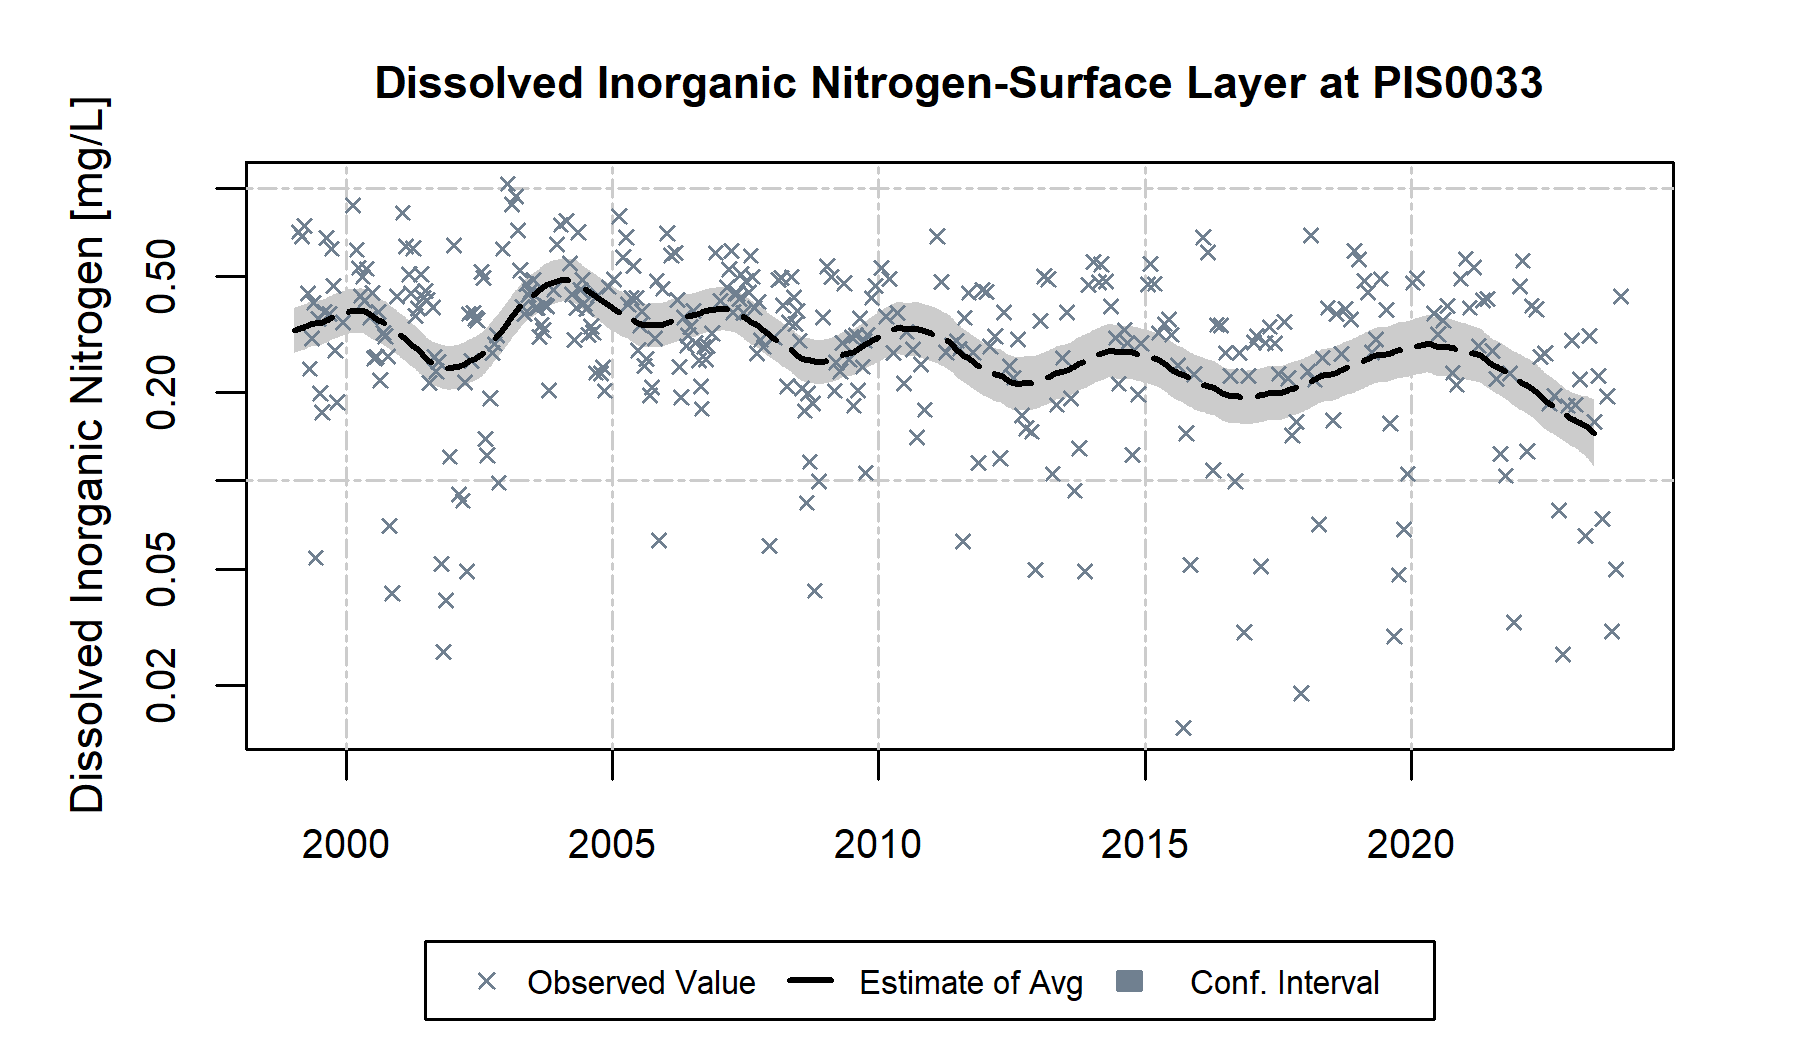 Dissolved Inorganic Nitrogen-Surface Layer at PIS0033
Dissolved Inorganic Nitrogen [mg/L]
0.50
0.20
0.05
0.02
2000 2005 2010 2015 2020
Observed Value Estimate of Avg Conf. Interval